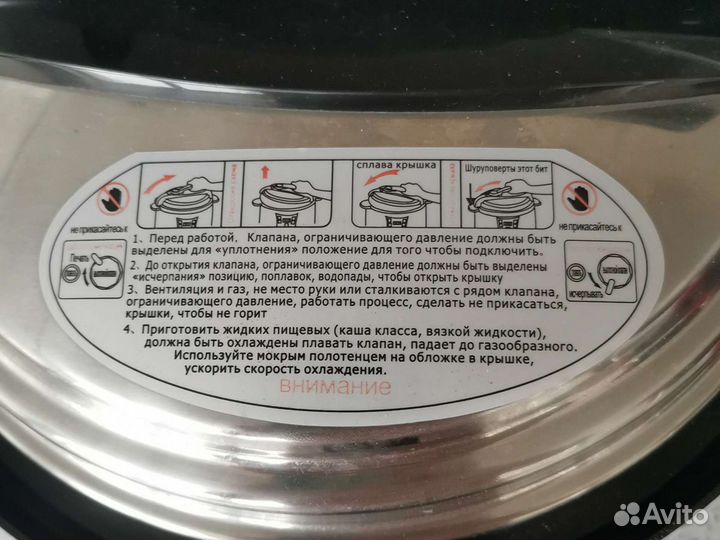 сплава крышка
Шуруповерты этот бит
не прикасайтесь к
не прикасайтесь к
Печать
исчерпывать
1. Перед работой. Клапана, ограничивающего давление должны быть
выделены для «уплотнения» положение для того чтобы подключить.
2. До открытия клапана, ограничивающего давление должны быть выделены
«исчерпания» позицию, поплавок, водопады, чтобы открыть крышку
3. Вентиляция и газ, не место руки или сталкиваются с рядом клапана,
ограничивающего давление, работать процесс, сделать не прикасаться,
крышки, чтобы не горит
4. Приготовить жидких пищевых (каша класса, вязкой жидкости),
должна быть охлаждены плавать клапан, падает до газообразного.
Используйте мокрым полотенцем на обложке в крышке,
ускорить скорость охлаждения.
внимание
Avito